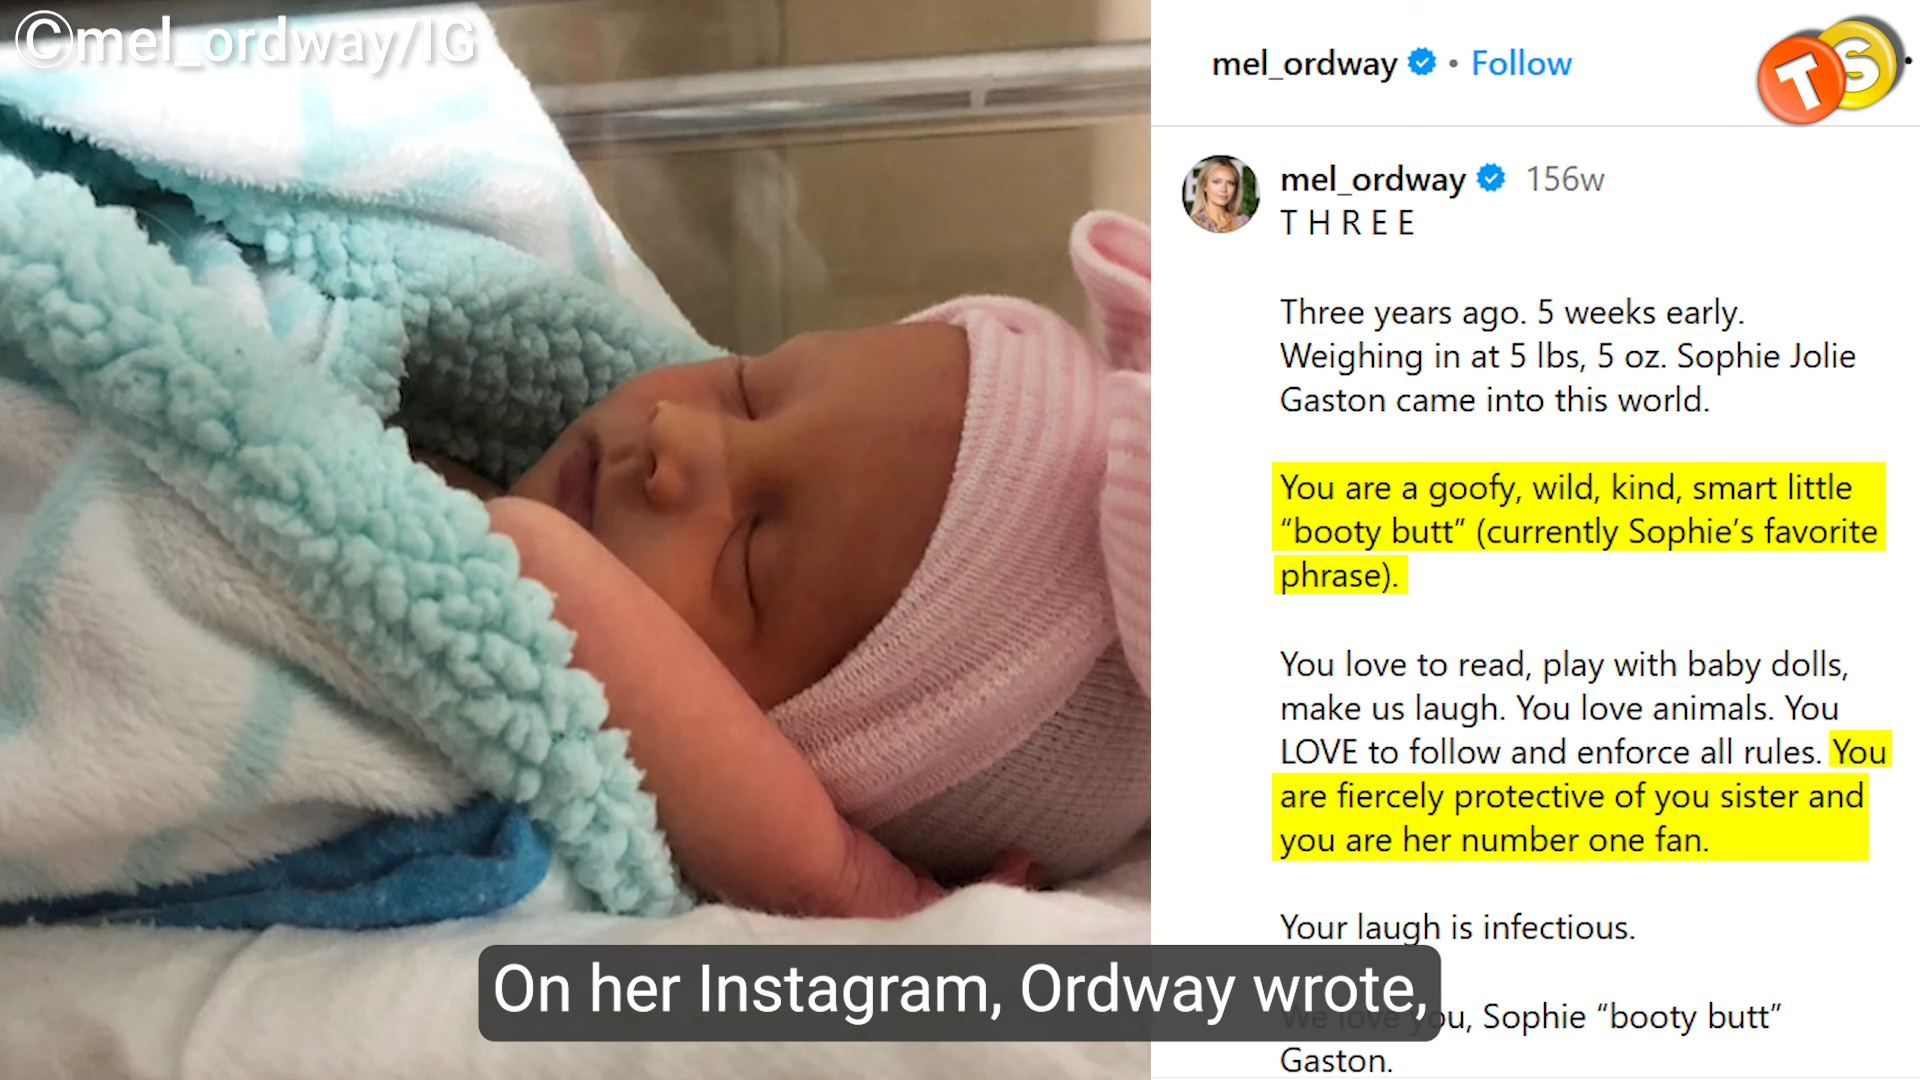 ©mel_ordway/IG
mel_ordway • Follow
TS
mel_ordway 156w
T H R E E
Three years ago. 5 weeks early.
Weighing in at 5 lbs, 5 oz. Sophie Jolie
Gaston came into this world.
You are a goofy, wild, kind, smart little
“booty butt” (currently Sophie’s favorite
phrase).
You love to read, play with baby dolls,
make us laugh. You love animals. You
LOVE to follow and enforce all rules. You
are fiercely protective of you sister and
you are her number one fan.
Your laugh is infectious.
On her Instagram, Ordway wrote,
We love you, Sophie “booty butt”
Gaston.